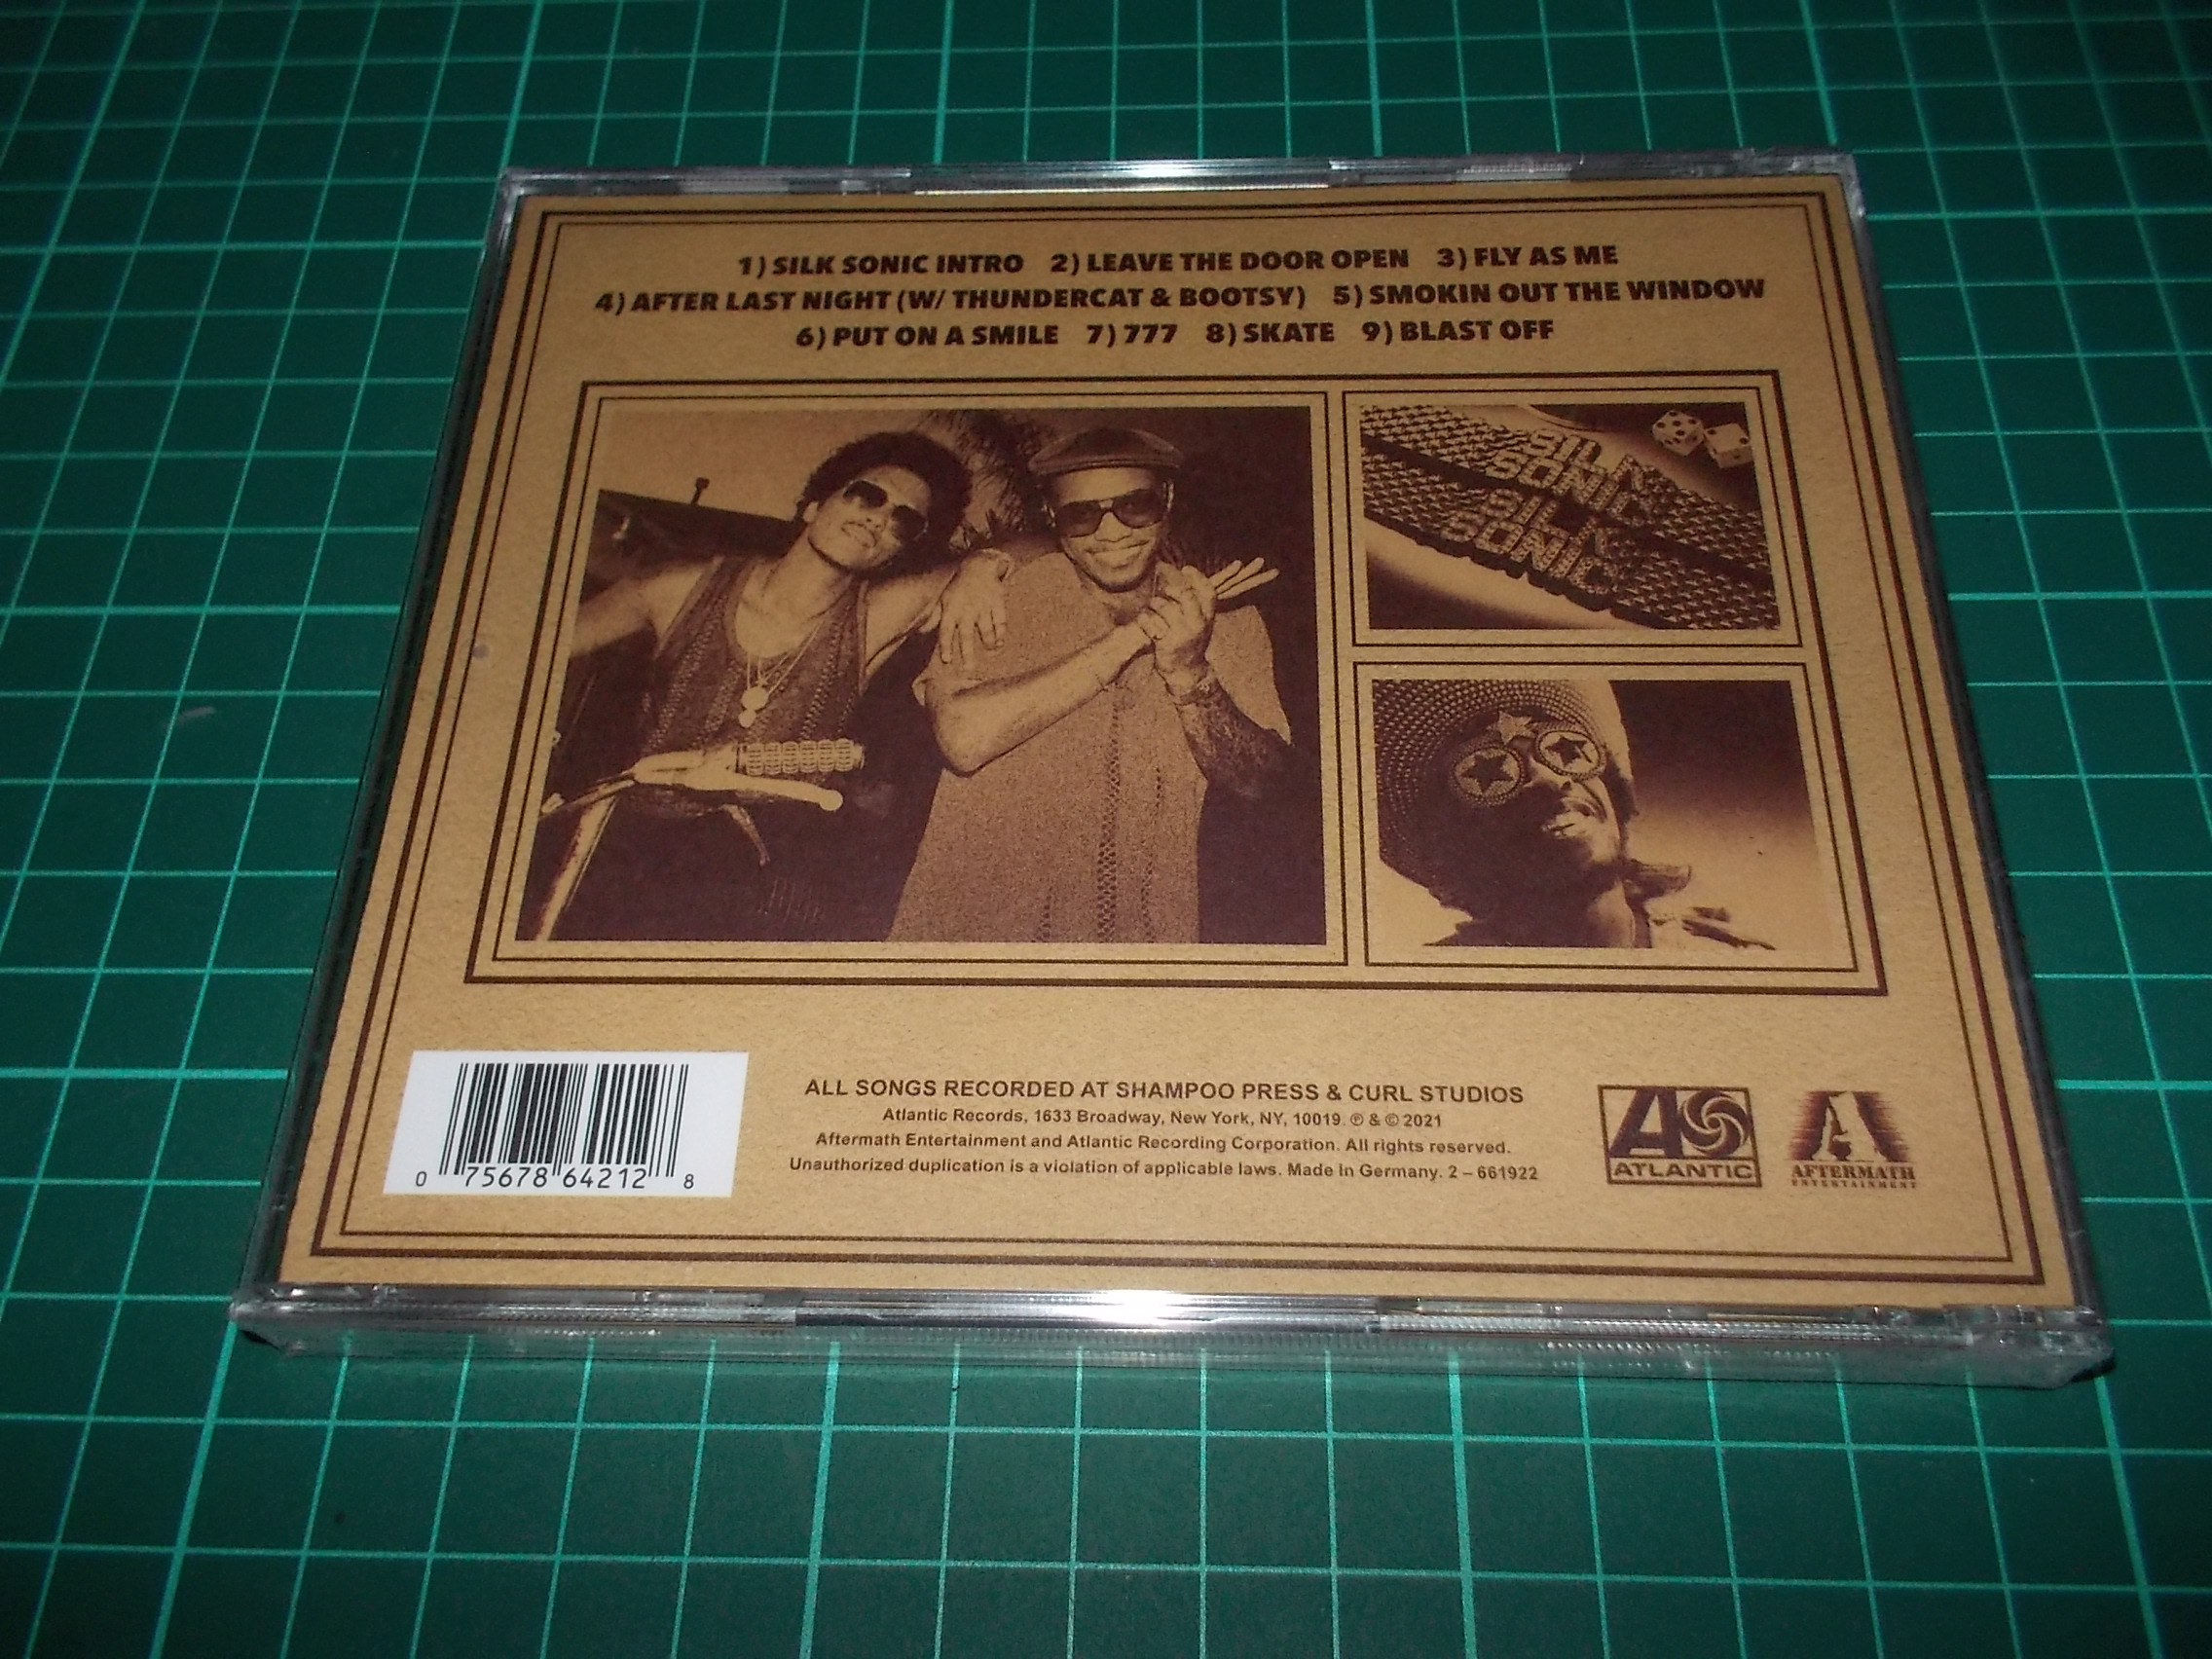 1) SILK SONIC INTRO 2) LEAVE THE DOOR OPEN 3) FLY AS ME
4) AFTER LAST NIGHT (W/ THUNDERCAT & BOOTSY) 5) SMOKIN OUT THE WINDOW
6) PUT ON A SMILE 7) 777 8) SKATE 9) BLAST OFF
SILK
SONIC
SILK
SONIC
0 75678 64212 8
ALL SONGS RECORDED AT SHAMPOO PRESS & CURL STUDIOS
Atlantic Records, 1633 Broadway, New York, NY, 10019. ℗ & © 2021
Aftermath Entertainment and Atlantic Recording Corporation. All rights reserved.
Unauthorized duplication is a violation of applicable laws. Made In Germany. 2 – 661922
ATLANTIC
AFTERMATH
ENTERTAINMENT